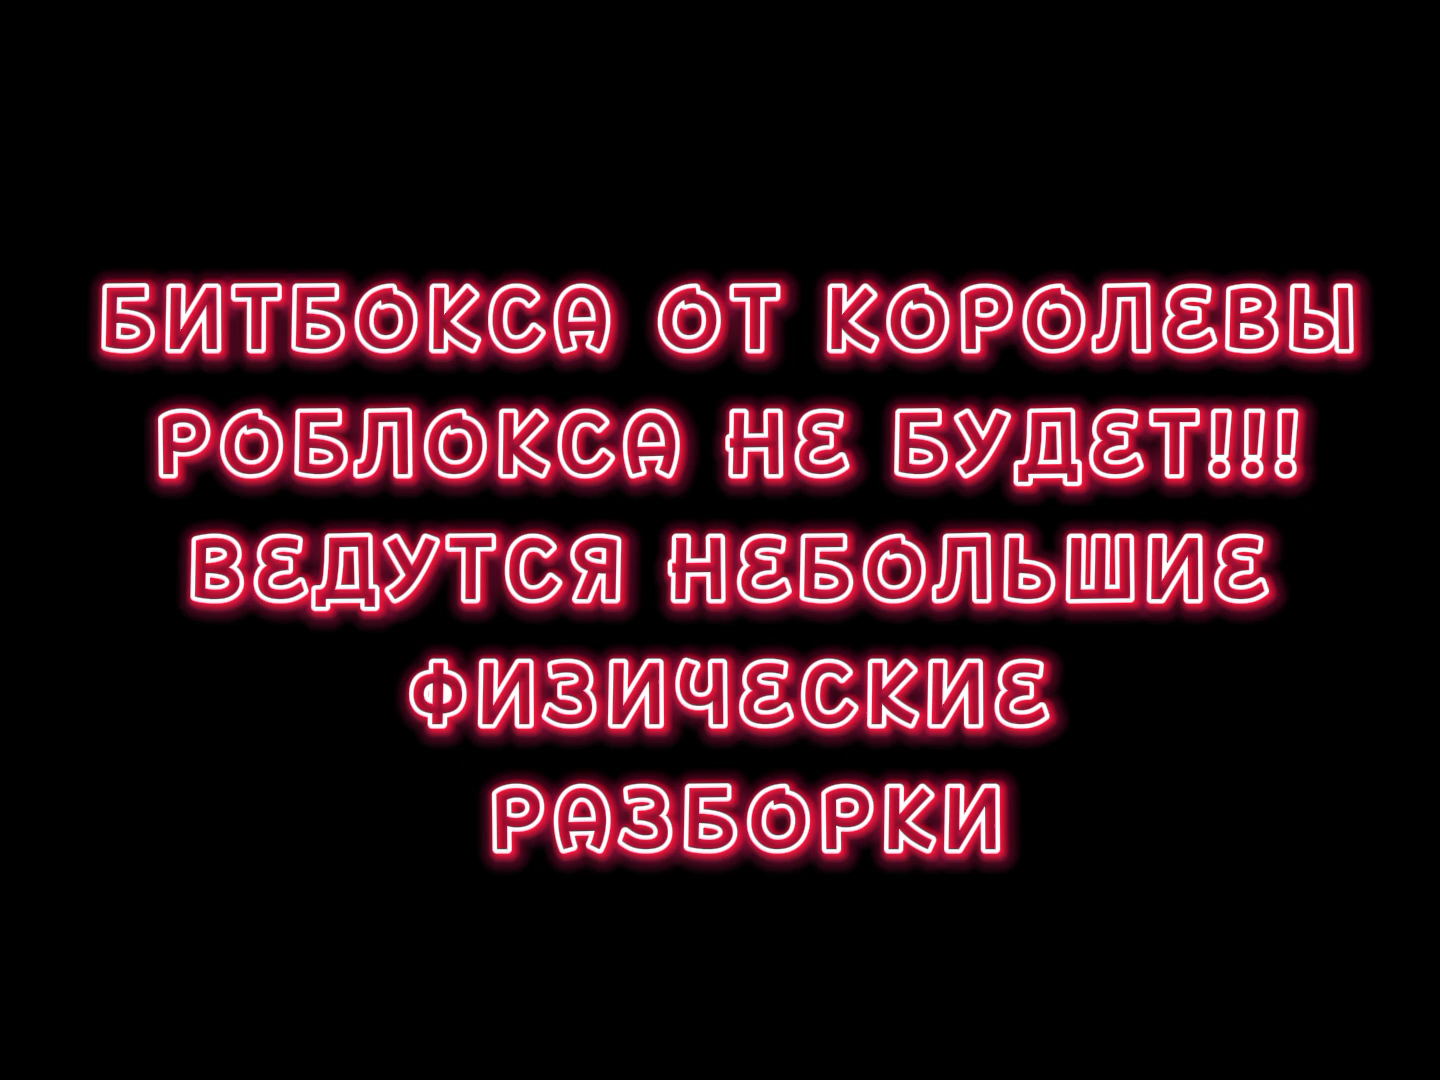 БИТБОКСА ОТ КОРОЛЕВЫ
РОБЛОКСА НЕ БУДЕТ!!!
ВЕДУТСЯ НЕБОЛЬШИЕ
ФИЗИЧЕСКИЕ
РАЗБОРКИ